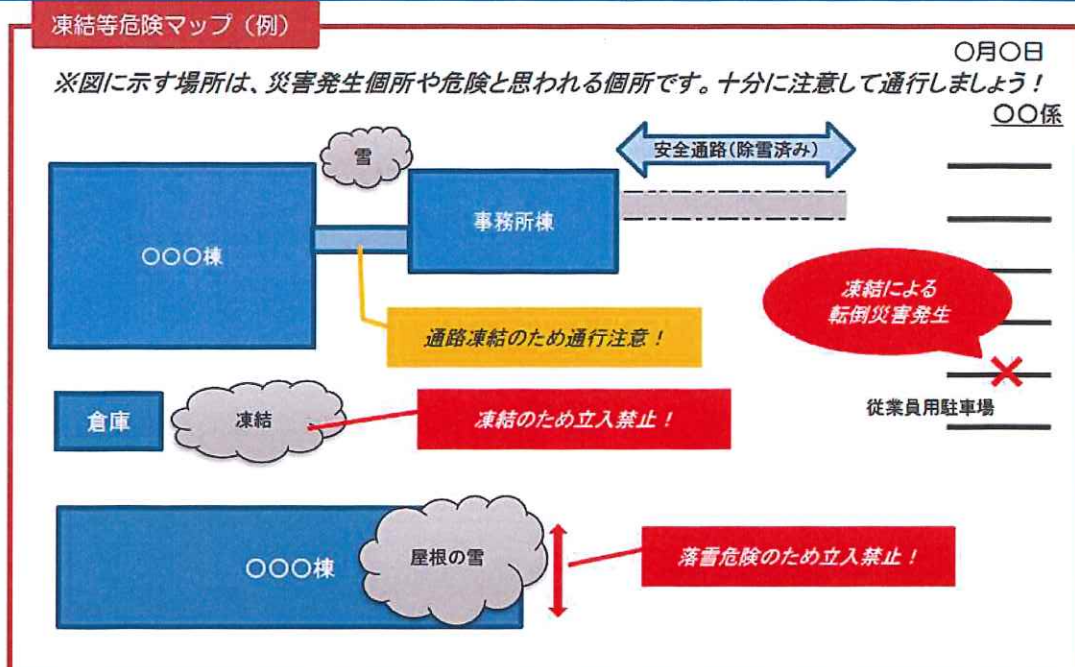 凍結等危険マップ（例）
〇月〇日
※図に示す場所は、災害発生個所や危険と思われる個所です。十分に注意して通行しましょう！
〇〇係
雪
安全通路(除雪済み)
〇〇〇棟
事務所棟
凍結による
転倒災害発生
通路凍結のため通行注意！
倉庫
凍結
凍結のため立入禁止！
従業員用駐車場
〇〇〇棟
屋根の雪
落雪危険のため立入禁止！